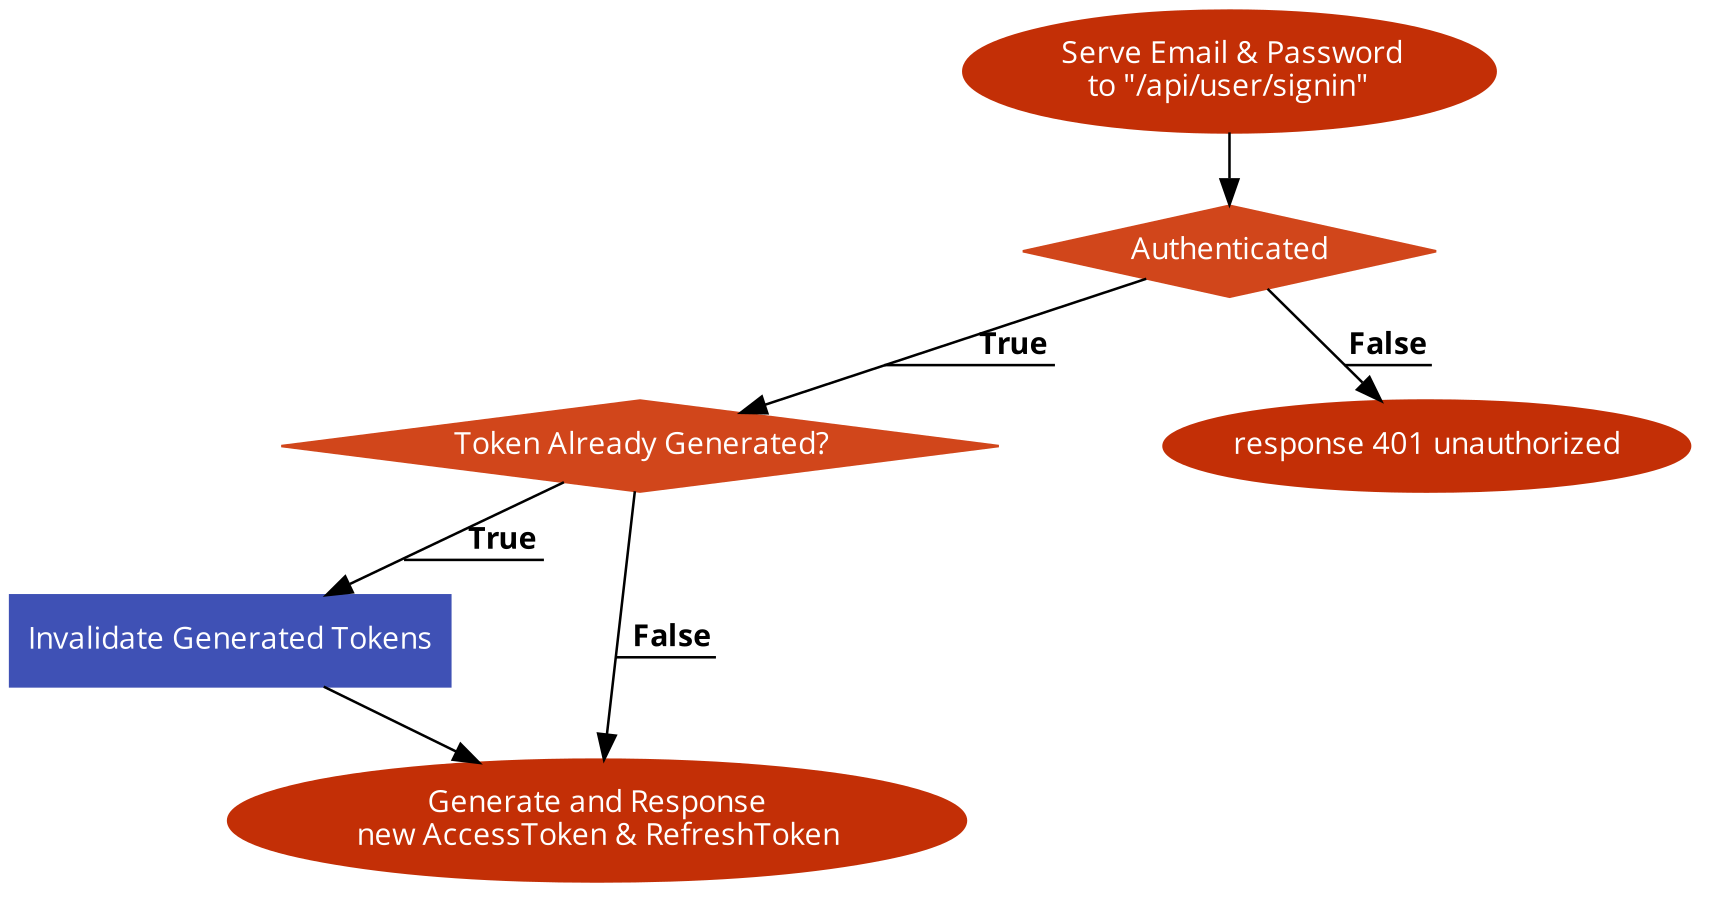 Serve Email & Password
to "/api/user/signin"
Authenticated
True
False
Token Already Generated?
response 401 unauthorized
True
Invalidate Generated Tokens
False
Generate and Response
new AccessToken & RefreshToken